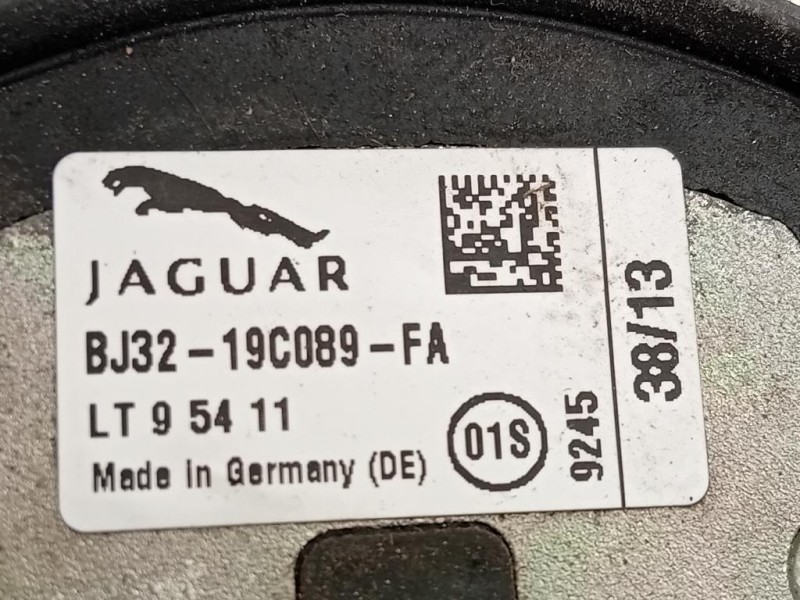 JAGUAR
BJ32-19C089-FA
LT 9 54 11
Made in Germany (DE)
01S
9245
38/13